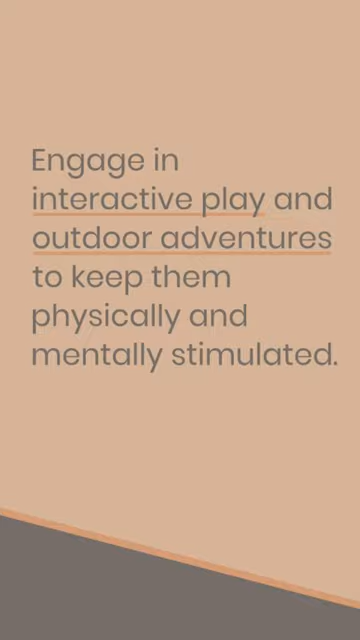 Engage in
interactive play and
outdoor adventures
to keep them
physically and
mentally stimulated.